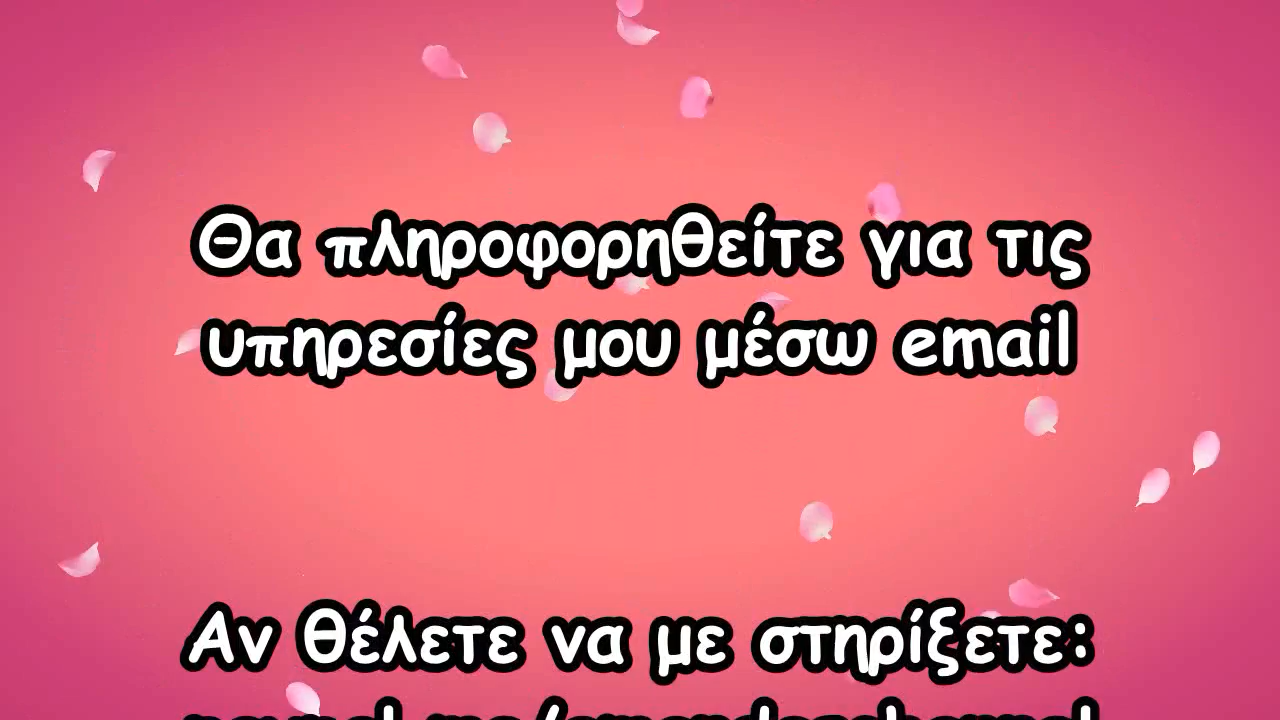 Θα πληροφορηθείτε για τις
υπηρεσίες μου μέσω email
Αν θέλετε να με στηρίξετε: